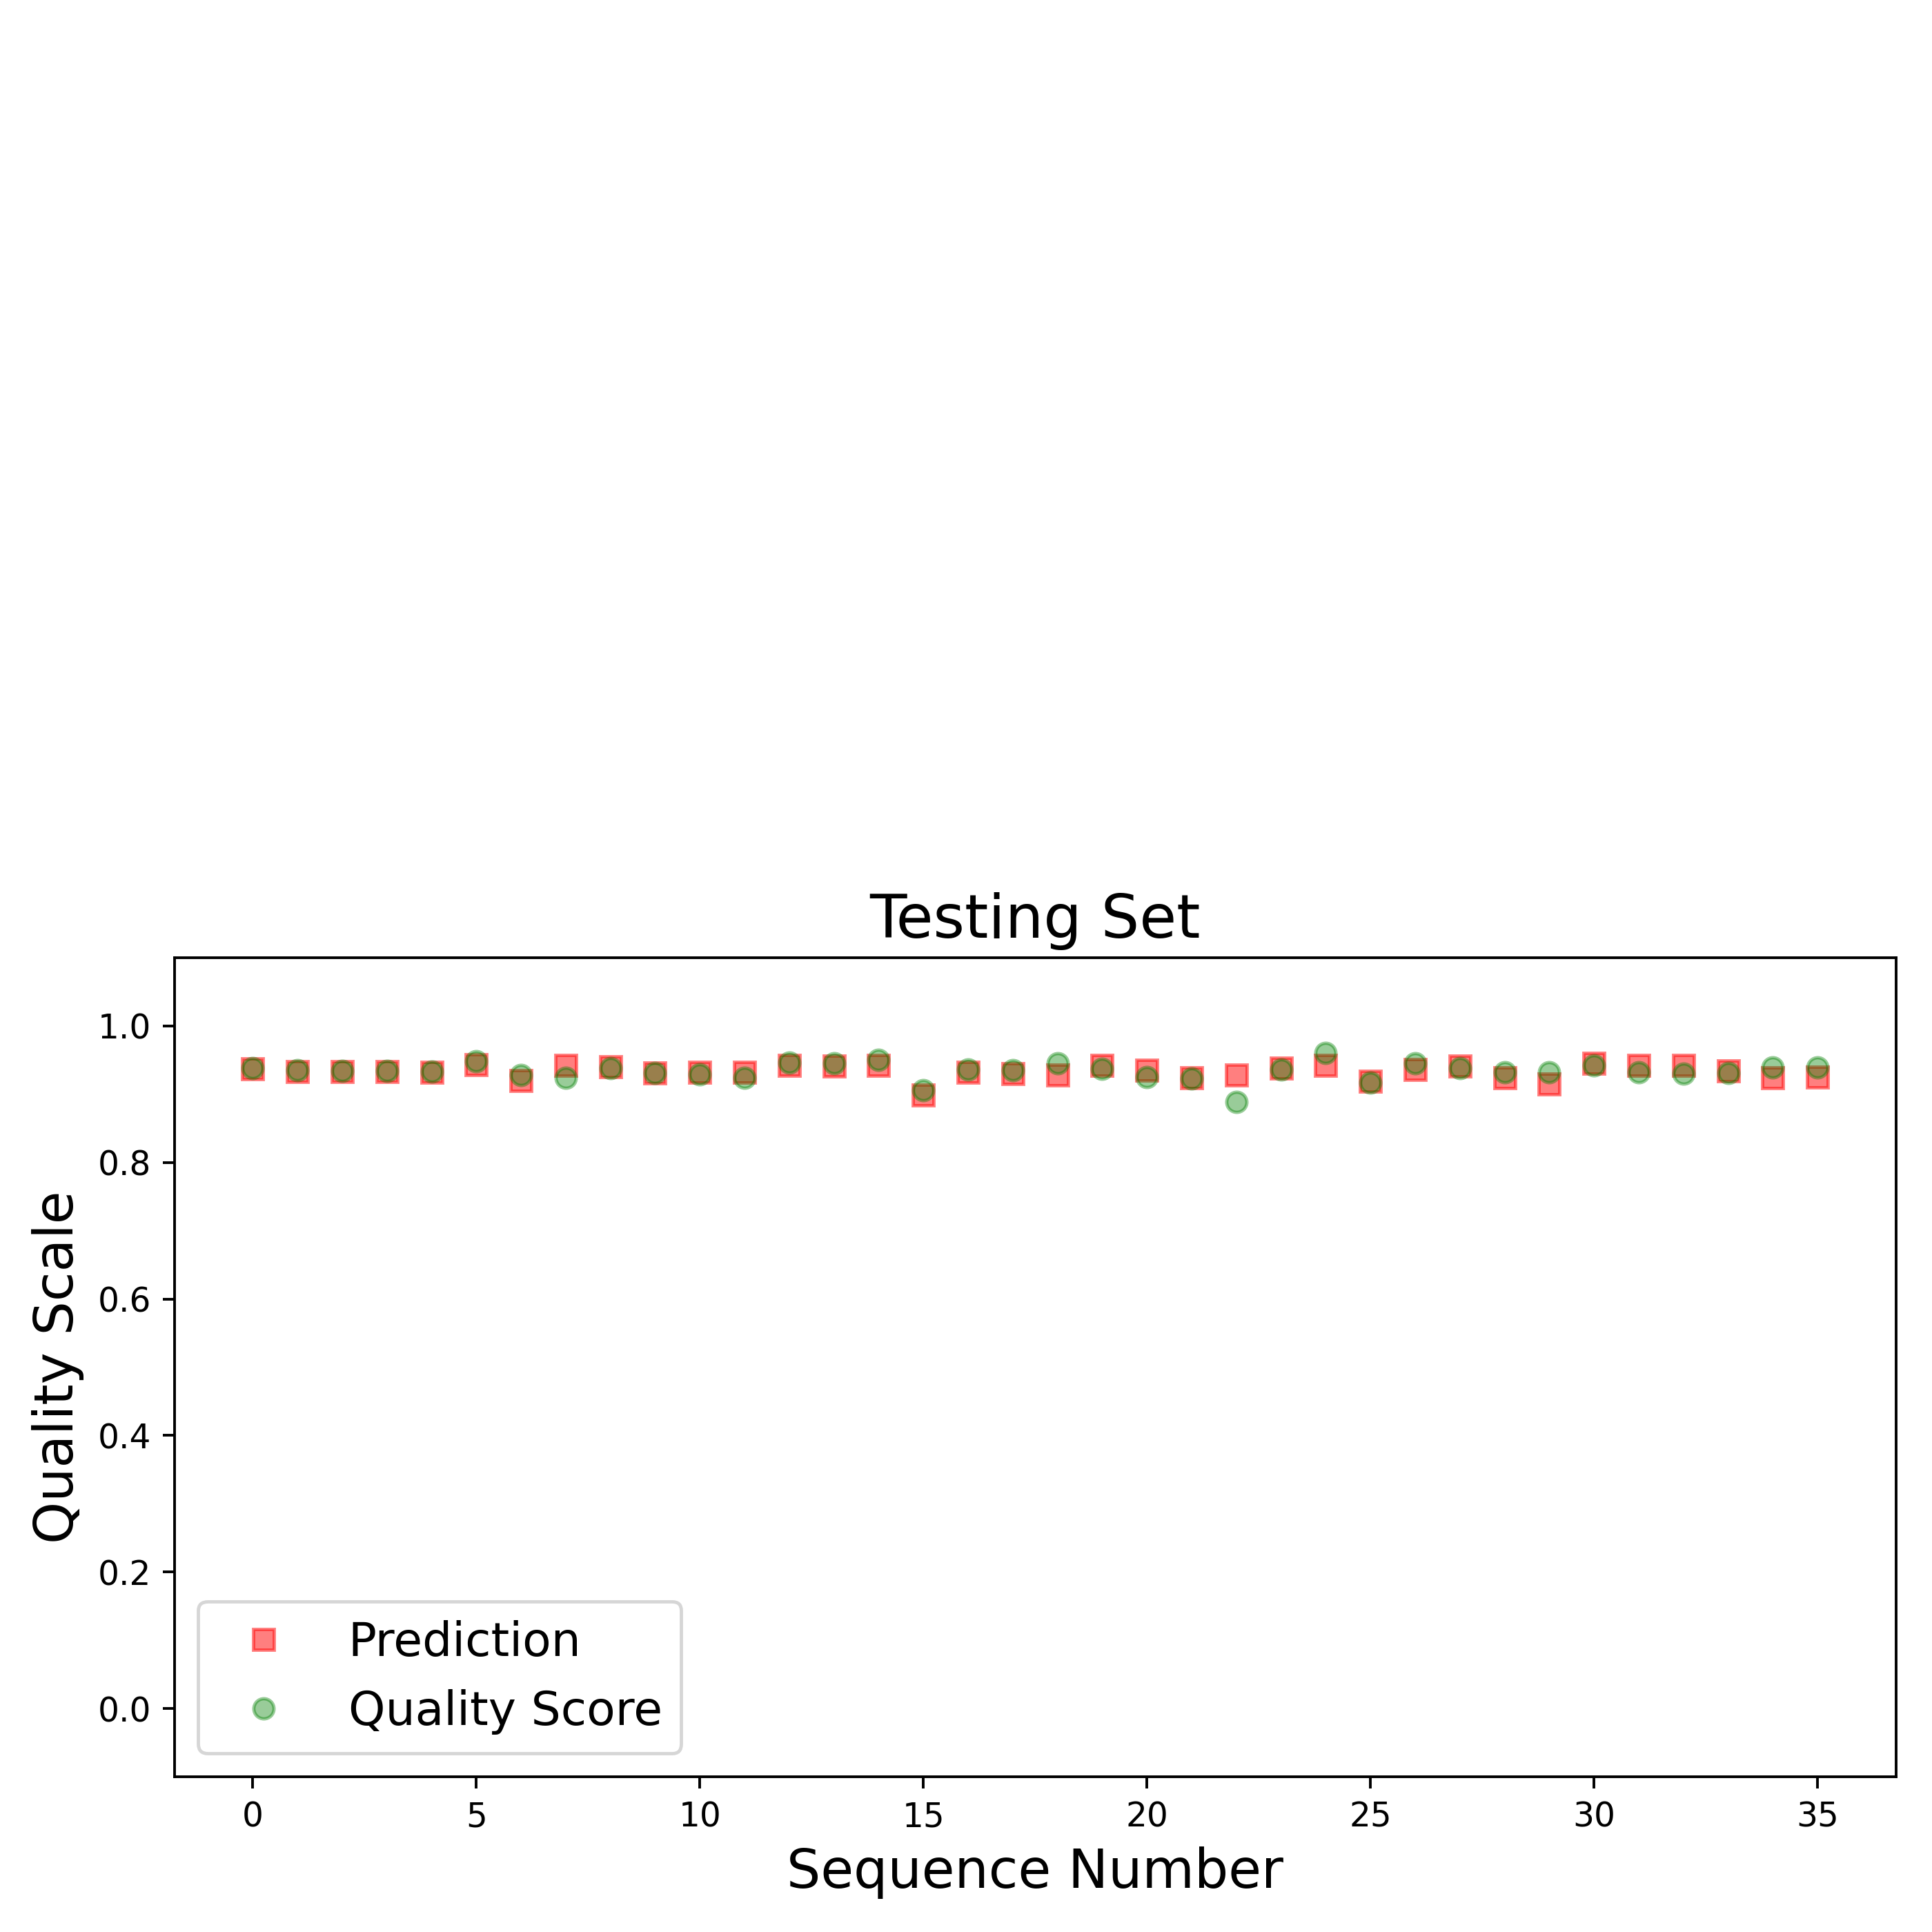 Testing Set
1.0
0.8
0.6
0.4
0.2
0.0
Quality Scale
Prediction
Quality Score
0 5 10 15 20 25 30 35
Sequence Number